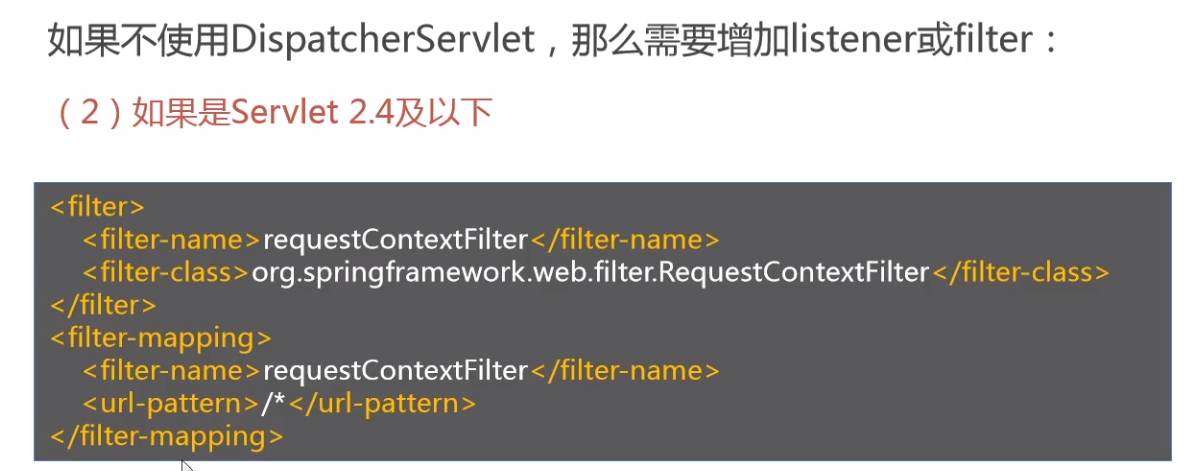 如果不使用DispatcherServlet，那么需要增加listener或filter：
（2）如果是Servlet 2.4及以下
<filter>
    <filter-name>requestContextFilter</filter-name>
    <filter-class>org.springframework.web.filter.RequestContextFilter</filter-class>
</filter>
<filter-mapping>
    <filter-name>requestContextFilter</filter-name>
    <url-pattern>/*</url-pattern>
</filter-mapping>